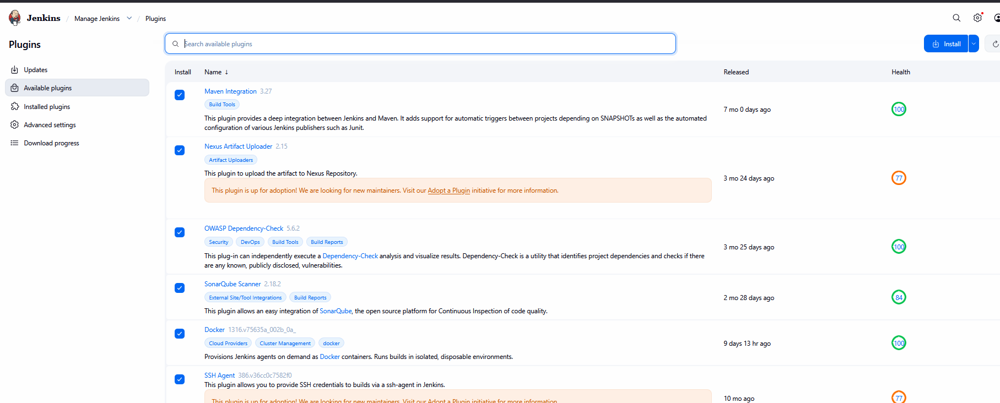 Jenkins / Manage Jenkins / Plugins
Plugins
Search available plugins
Install
Updates
Available plugins
Installed plugins
Advanced settings
Download progress
Install Name ↓ Released Health
Maven Integration 3.27
Build Tools
This plugin provides a deep integration between Jenkins and Maven. It adds support for automatic triggers between projects depending on SNAPSHOTs as well as the automated
configuration of various Jenkins publishers such as Junit.
7 mo 0 days ago
100
Nexus Artifact Uploader 2.15
Artifact Uploaders
This plugin to upload the artifact to Nexus Repository.
This plugin is up for adoption! We are looking for new maintainers. Visit our Adopt a Plugin initiative for more information.
3 mo 24 days ago
77
OWASP Dependency-Check 5.6.2
Security DevOps Build Tools Build Reports
This plug-in can independently execute a Dependency-Check analysis and visualize results. Dependency-Check is a utility that identifies project dependencies and checks if there
are any known, publicly disclosed, vulnerabilities.
3 mo 25 days ago
100
SonarQube Scanner 2.18.2
External Site/Tool Integrations Build Reports
This plugin allows an easy integration of SonarQube, the open source platform for Continuous Inspection of code quality.
2 mo 28 days ago
84
Docker 1316.v75635a_002b_0a_
Cloud Providers Cluster Management docker
Provisions Jenkins agents on demand as Docker containers. Runs builds in isolated, disposable environments.
9 days 13 hr ago
100
SSH Agent 386.v36cc0c7582f0
This plugin allows you to provide SSH credentials to builds via a ssh-agent in Jenkins.
This plugin is up for adoption! We are looking for new maintainers. Visit our Adopt a Plugin initiative for more information.
10 mo ago
77